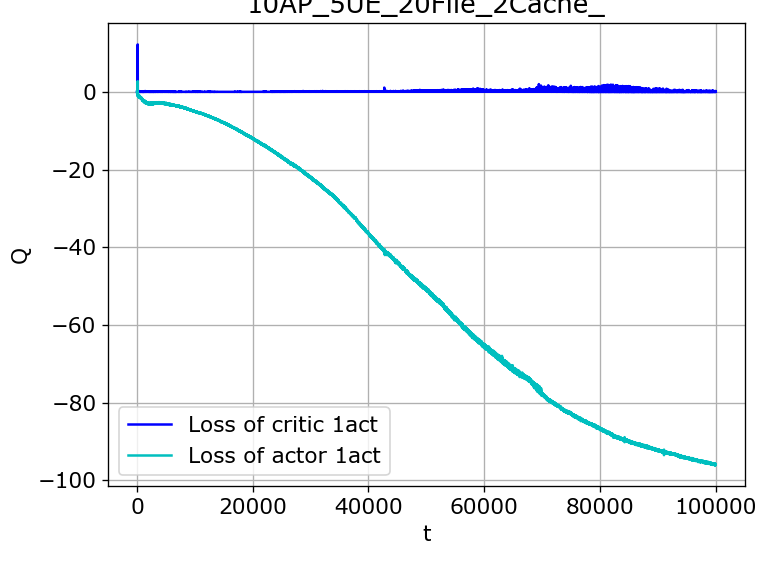 10AP_5UE_20File_2Cache_
0
−20
−40
−60
−80
−100
Q
Loss of critic 1act
Loss of actor 1act
0 20000 40000 60000 80000 100000
t